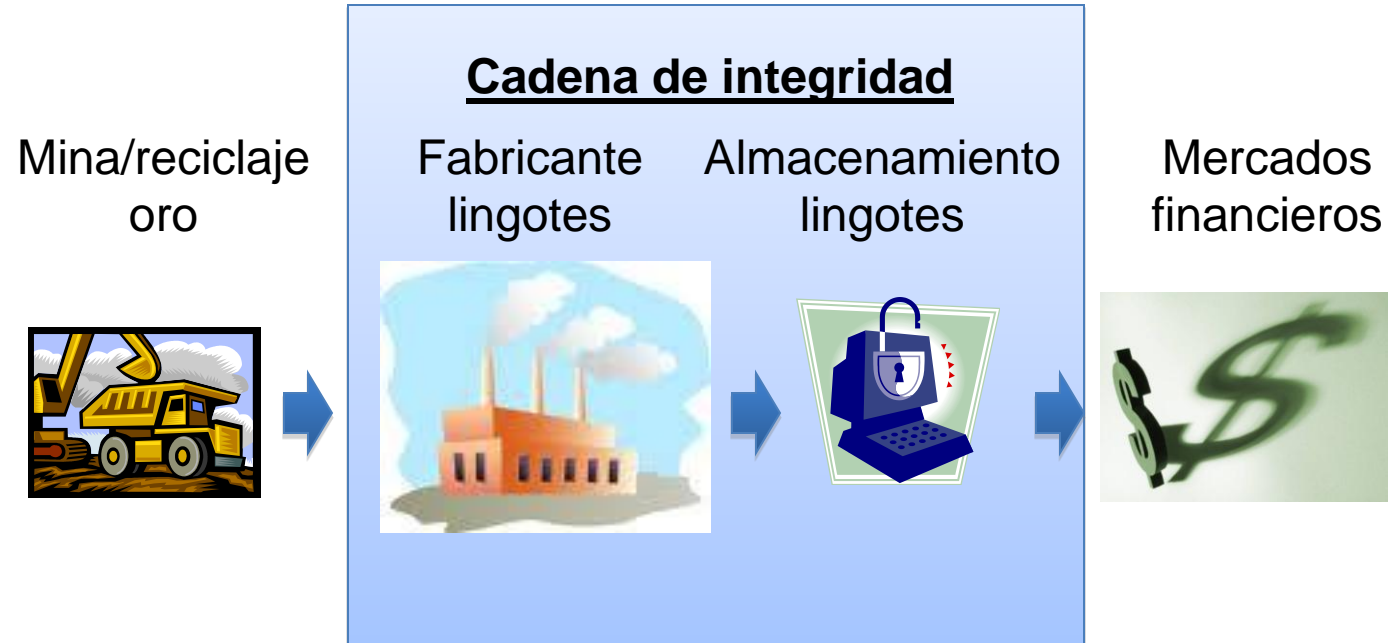 Cadena de integridad
Mina/reciclaje
oro
Fabricante
lingotes
Almacenamiento
lingotes
Mercados
financieros